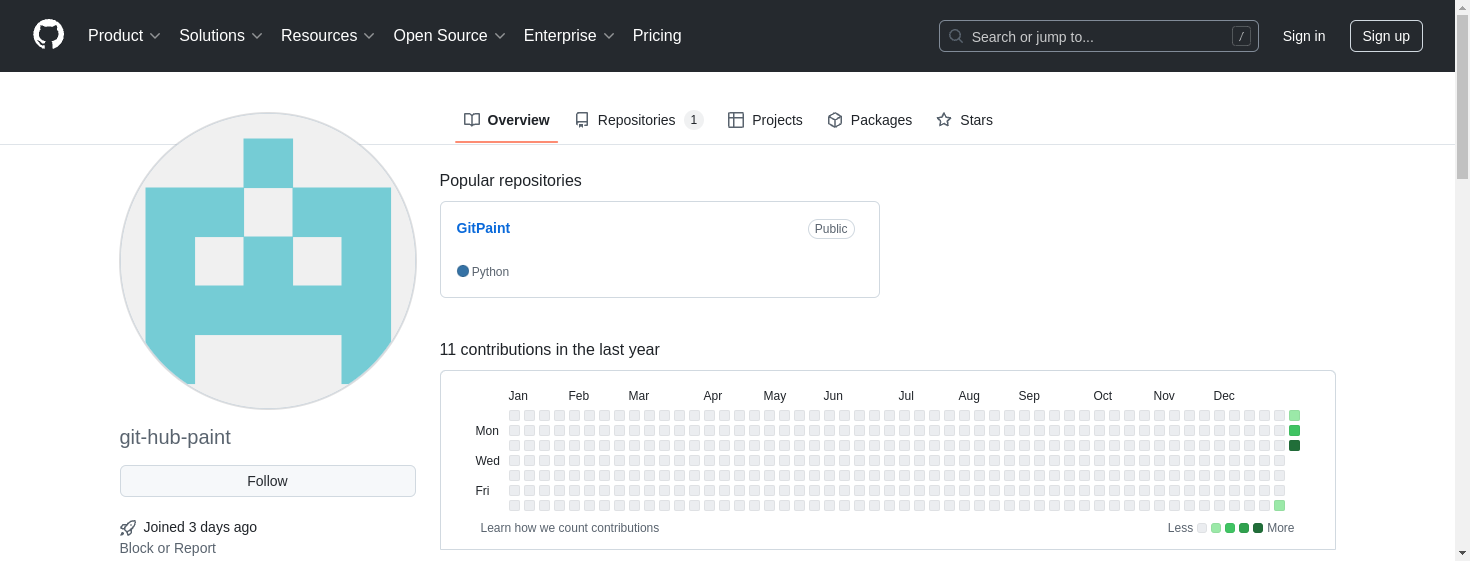 Product Solutions Resources Open Source Enterprise Pricing Search or jump to... / Sign in Sign up
Overview Repositories 1 Projects Packages Stars
Popular repositories
GitPaint Public
Python
11 contributions in the last year
Jan Feb Mar Apr May Jun Jul Aug Sep Oct Nov Dec
Mon
Wed
Fri
Learn how we count contributions Less More
git-hub-paint
Follow
Joined 3 days ago
Block or Report